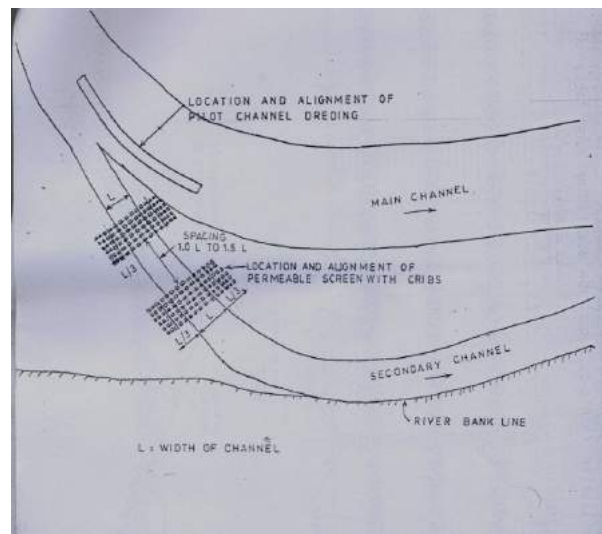 LOCATION AND ALIGNMENT OF
PILOT CHANNEL DREDING
MAIN CHANNEL
L
SPACING
1.0 L TO 1.5 L
L/3
LOCATION AND ALIGNMENT OF
PERMEABLE SCREEN WITH CRIBS
L/3
L
L/3
SECONDARY CHANNEL
RIVER BANK LINE
L = WIDTH OF CHANNEL